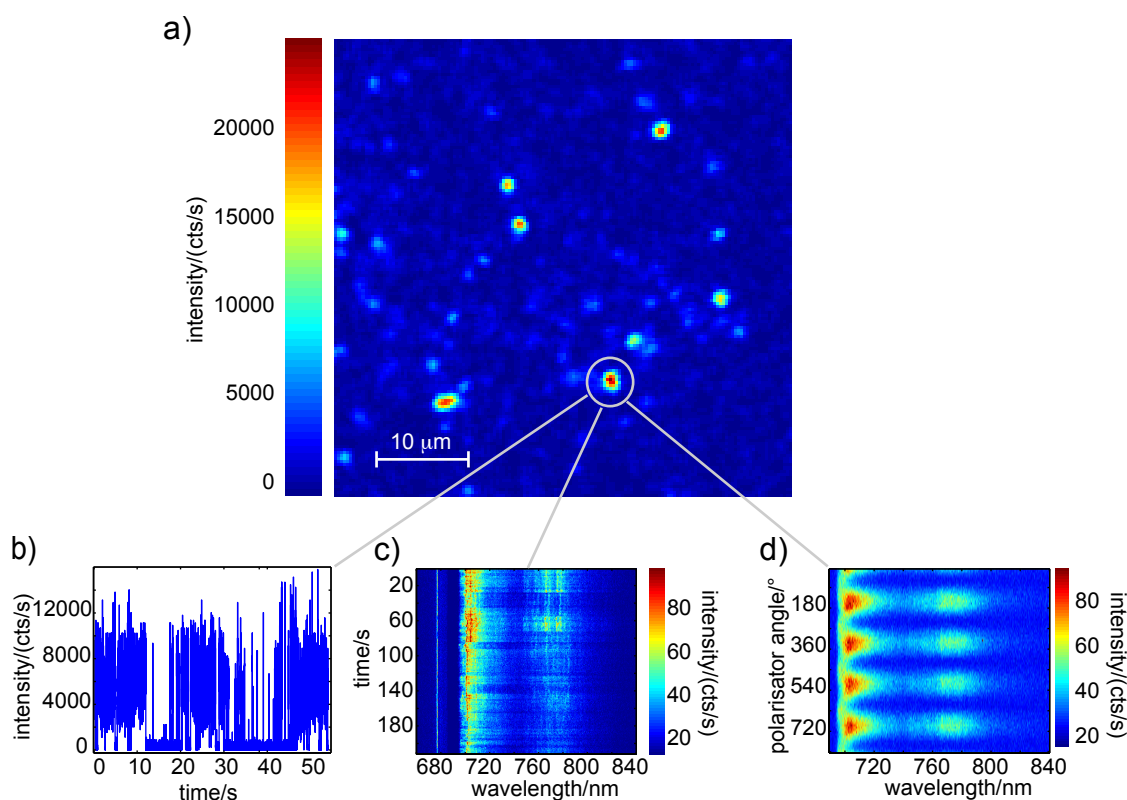 a)
intensity/(cts/s)
20000
15000
10000
5000
0
10 μm
b)
intensity/(cts/s)
12000
8000
4000
0
0 10 20 30 40 50
time/s
c)
time/s
20
60
100
140
180
680 720 760 800 840
wavelength/nm
80
60
40
20
intensity/(cts/s)
d)
polarisator angle/°
180
360
540
720
720 760 800 840
wavelength/nm
80
60
40
20
intensity/(cts/s)